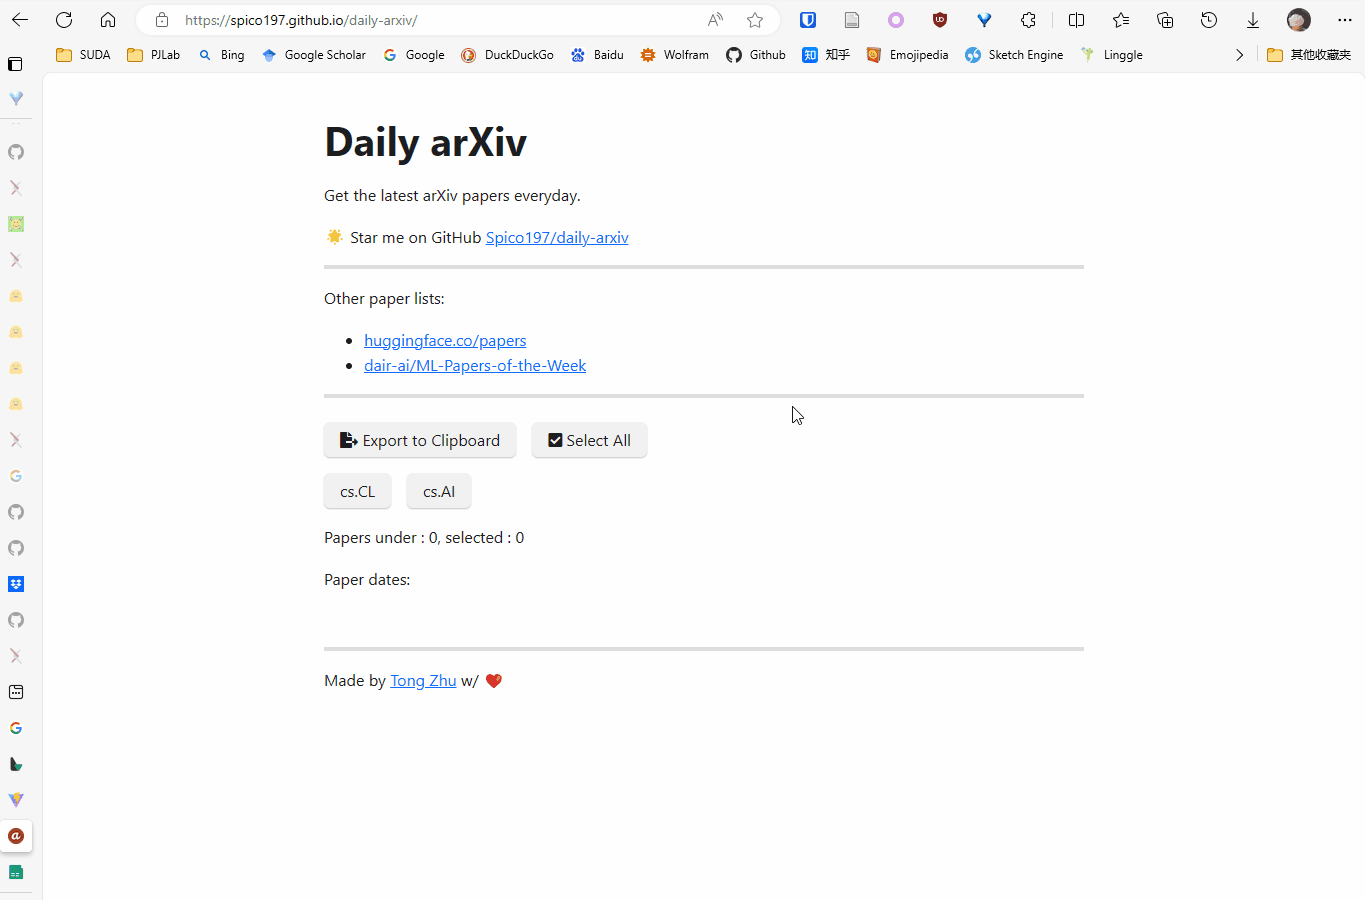 https://spico197.github.io/daily-arxiv/
SUDA PJLab Bing Google Scholar Google DuckDuckGo Baidu Wolfram Github 知乎 Emojipedia Sketch Engine Linggle 其他收藏夹
Daily arXiv
Get the latest arXiv papers everyday.
Star me on GitHub Spico197/daily-arxiv
Other paper lists:
huggingface.co/papers
dair-ai/ML-Papers-of-the-Week
Export to Clipboard Select All
cs.CL cs.AI
Papers under : 0, selected : 0
Paper dates:
Made by Tong Zhu w/